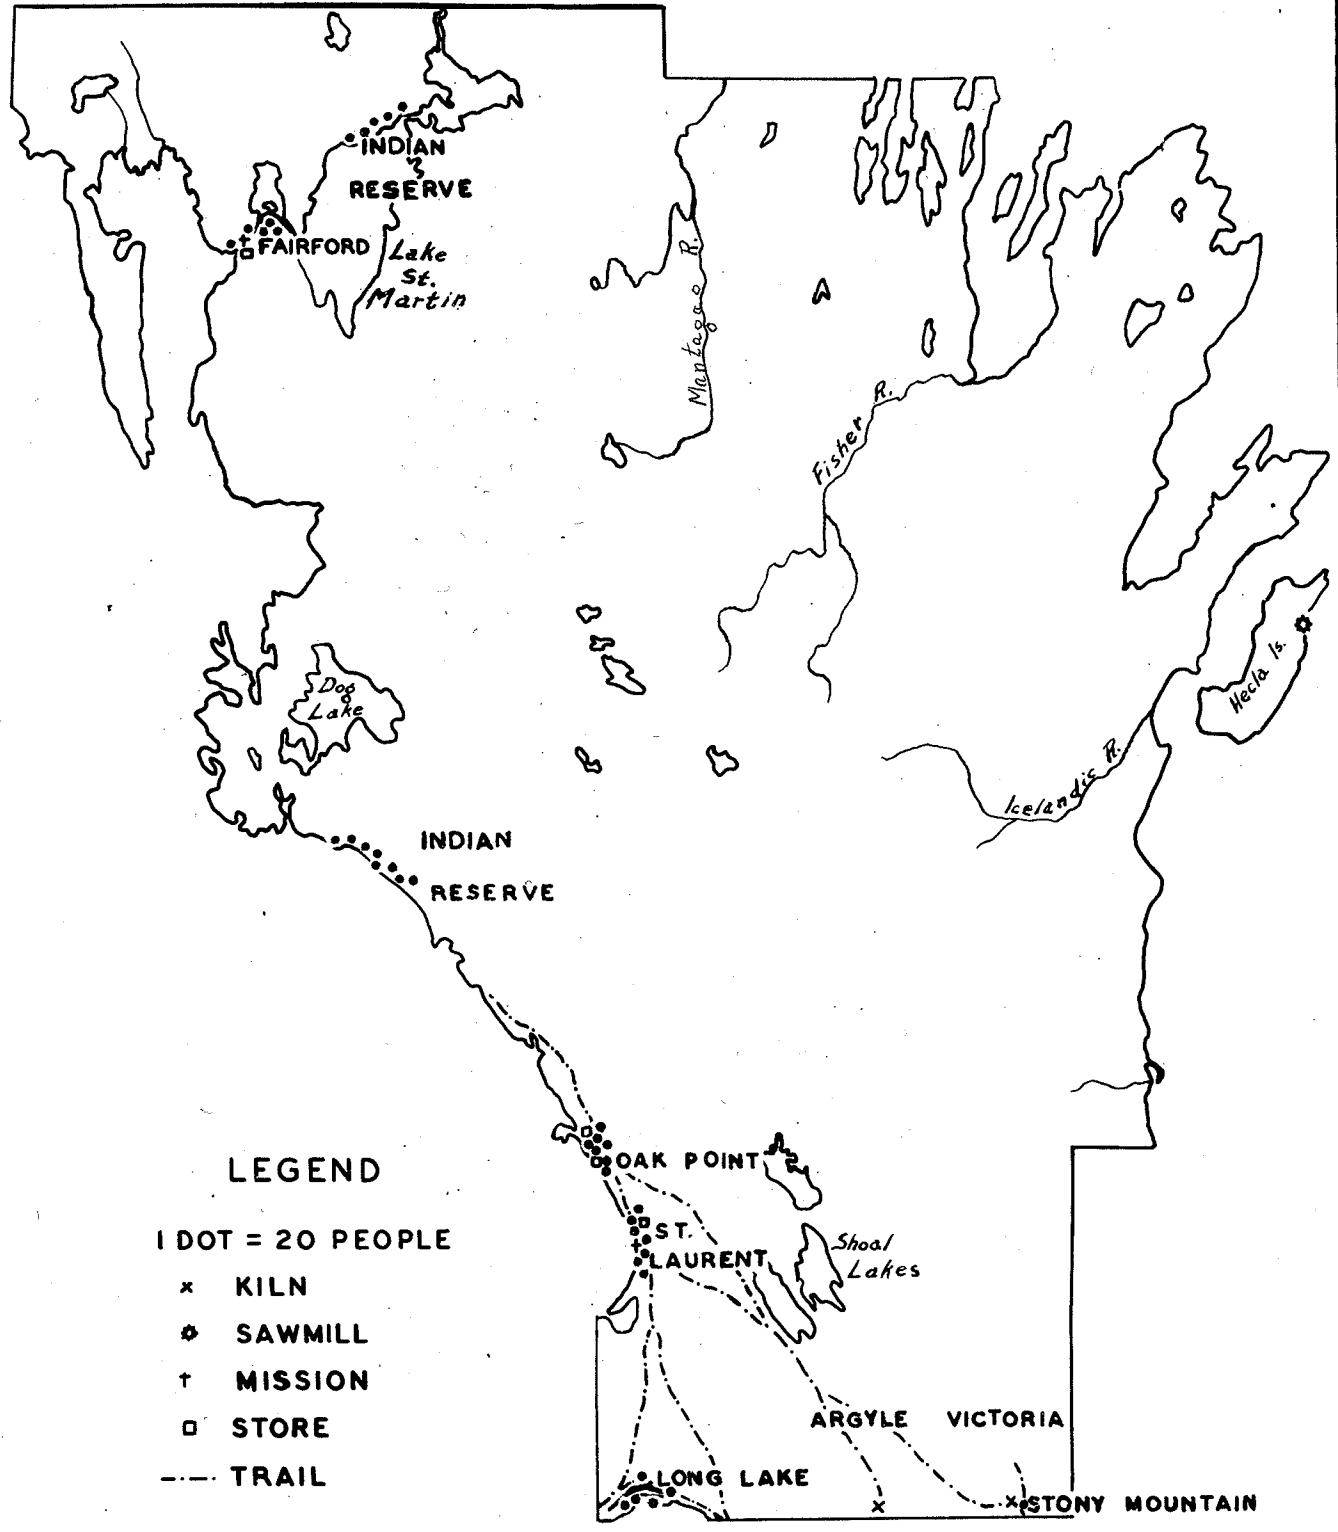 INDIAN
RESERVE
FAIRFORD
Lake
St.
Martin
Mantagao R.
Fisher R.
Hecla Is.
Dog
Lake
Icelandic R.
INDIAN
RESERVE
OAK POINT
ST.
LAURENT
Shoal
Lakes
LEGEND
1 DOT = 20 PEOPLE
x KILN
SAWMILL
† MISSION
STORE
TRAIL
ARGYLE VICTORIA
LONG LAKE
STONY MOUNTAIN